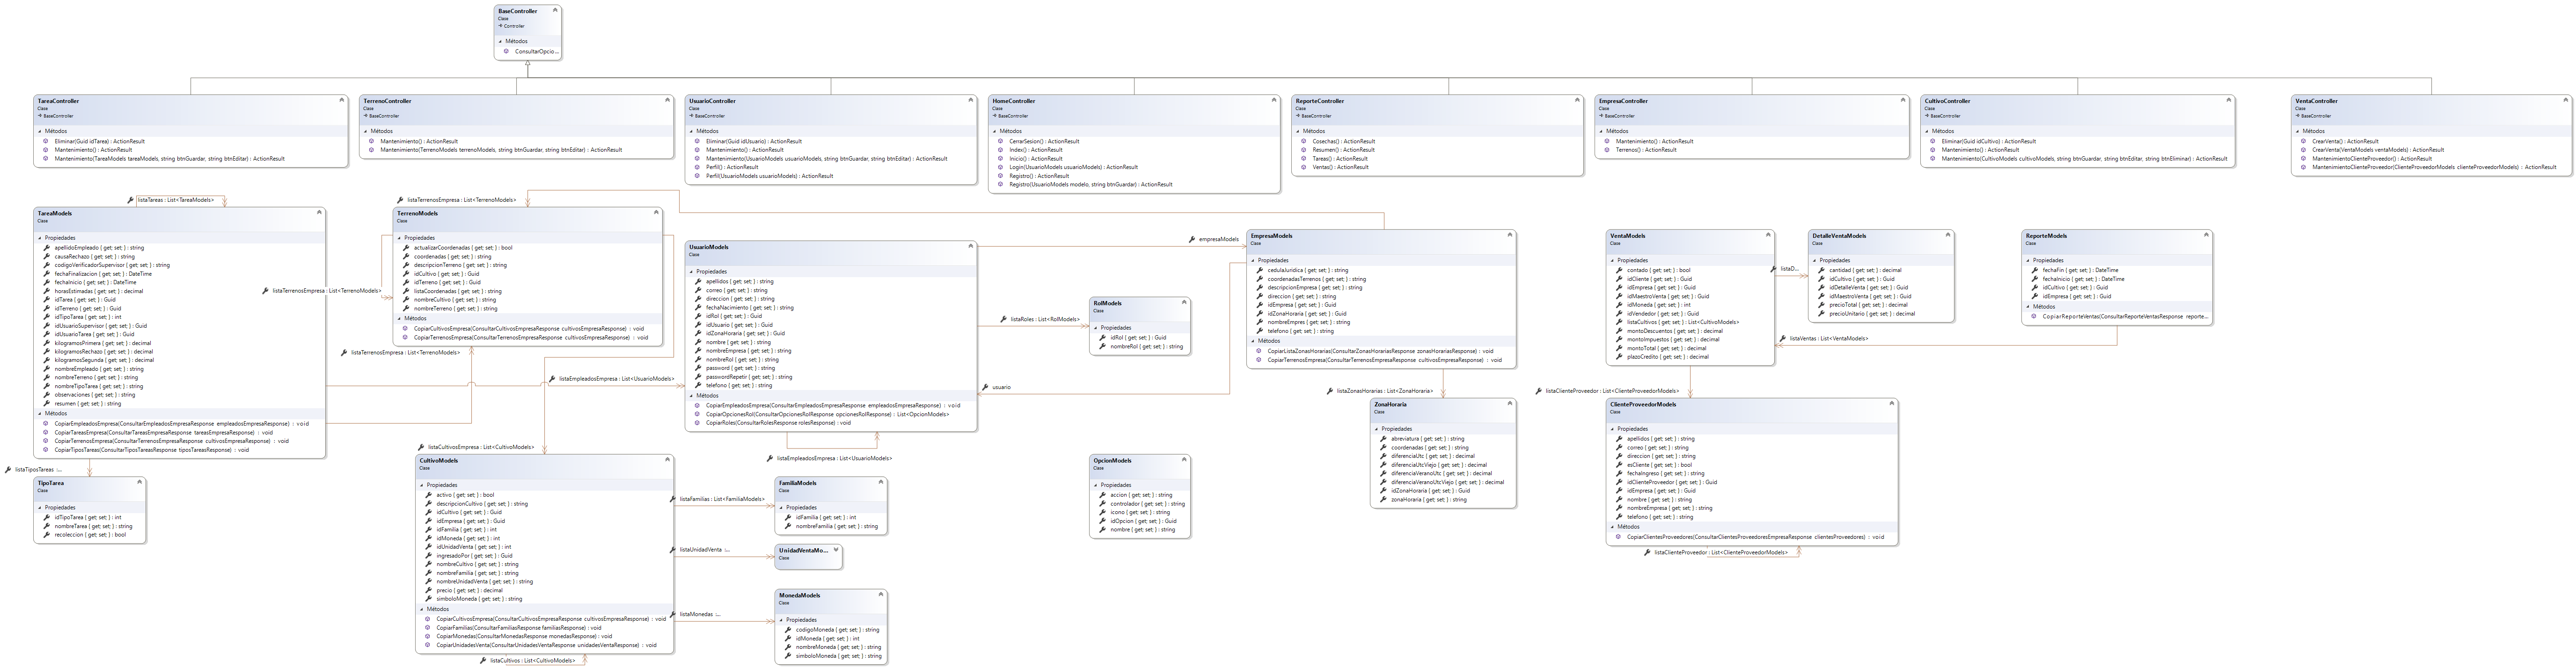 BaseController
Clase
Controller
Métodos
ConsultarOpcio...
TareaController
Clase
BaseController
Métodos
Eliminar(Guid idTarea) : ActionResult
Mantenimiento() : ActionResult
Mantenimiento(TareaModels tareaModels, string btnGuardar, string btnEditar) : ActionResult
TerrenoController
Clase
BaseController
Métodos
Mantenimiento() : ActionResult
Mantenimiento(TerrenoModels terrenoModels, string btnGuardar, string btnEditar) : ActionResult
UsuarioController
Clase
BaseController
Métodos
Eliminar(Guid idUsuario) : ActionResult
Mantenimiento() : ActionResult
Mantenimiento(UsuarioModels usuarioModels, string btnGuardar, string btnEditar) : ActionResult
Perfil() : ActionResult
Perfil(UsuarioModels usuarioModels) : ActionResult
HomeController
Clase
BaseController
Métodos
CerrarSesion() : ActionResult
Index() : ActionResult
Inicio() : ActionResult
Login(UsuarioModels usuarioModels) : ActionResult
Registro() : ActionResult
Registro(UsuarioModels modelo, string btnGuardar) : ActionResult
ReporteController
Clase
BaseController
Métodos
Cosechas() : ActionResult
Resumen() : ActionResult
Tareas() : ActionResult
Ventas() : ActionResult
EmpresaController
Clase
BaseController
Métodos
Mantenimiento() : ActionResult
Terrenos() : ActionResult
CultivoController
Clase
BaseController
Métodos
Eliminar(Guid idCultivo) : ActionResult
Mantenimiento() : ActionResult
Mantenimiento(CultivoModels cultivoModels, string btnGuardar, string btnEditar, string btnEliminar) : ActionResult
VentaController
Clase
BaseController
Métodos
CrearVenta() : ActionResult
CrearVenta(VentaModels ventaModels) : ActionResult
MantenimientoClienteProveedor() : ActionResult
MantenimientoClienteProveedor(ClienteProveedorModels clienteProveedorModels) : ActionResult
listaTareas : List<TareaModels>
TareaModels
Clase
Propiedades
apellidoEmpleado { get; set; } : string
causaRechazo { get; set; } : string
codigoVerificadorSupervisor { get; set; } : string
fechaFinalizacion { get; set; } : DateTime
fechaInicio { get; set; } : DateTime
horasEstimadas { get; set; } : decimal
idTarea { get; set; } : Guid
idTerreno { get; set; } : Guid
idTipoTarea { get; set; } : int
idUsuarioSupervisor { get; set; } : Guid
idUsuarioTarea { get; set; } : Guid
kilogramosPrimera { get; set; } : decimal
kilogramosRechazo { get; set; } : decimal
kilogramosSegunda { get; set; } : decimal
nombreEmpleado { get; set; } : string
nombreTerreno { get; set; } : string
nombreTipoTarea { get; set; } : string
observaciones { get; set; } : string
resumen { get; set; } : string
Métodos
CopiarEmpleadosEmpresa(ConsultarEmpleadosEmpresaResponse empleadosEmpresaResponse) : void
CopiarTareasEmpresa(ConsultarTareasEmpresaResponse tareasEmpresaResponse) : void
CopiarTerrenosEmpresa(ConsultarTerrenosEmpresaResponse cultivosEmpresaResponse) : void
CopiarTiposTareas(ConsultarTiposTareasResponse tiposTareasResponse) : void
listaTiposTareas :...
TipoTarea
Clase
Propiedades
idTipoTarea { get; set; } : int
nombreTarea { get; set; } : string
recoleccion { get; set; } : bool
listaTerrenosEmpresa : List<TerrenoModels>
TerrenoModels
Clase
Propiedades
actualizarCoordenadas { get; set; } : bool
coordenadas { get; set; } : string
descripcionTerreno { get; set; } : string
idCultivo { get; set; } : Guid
idTerreno { get; set; } : Guid
listaCoordenadas { get; set; } : string
nombreCultivo { get; set; } : string
nombreTerreno { get; set; } : string
Métodos
CopiarCultivosEmpresa(ConsultarCultivosEmpresaResponse cultivosEmpresaResponse) : void
CopiarTerrenosEmpresa(ConsultarTerrenosEmpresaResponse cultivosEmpresaResponse) : void
listaTerrenosEmpresa : List<TerrenoModels>
listaTerrenosEmpresa : List<TerrenoModels>
listaEmpleadosEmpresa : List<UsuarioModels>
listaCultivosEmpresa : List<CultivoModels>
CultivoModels
Clase
Propiedades
activo { get; set; } : bool
descripcionCultivo { get; set; } : string
idCultivo { get; set; } : Guid
idEmpresa { get; set; } : Guid
idFamilia { get; set; } : int
idMoneda { get; set; } : int
idUnidadVenta { get; set; } : int
ingresadoPor { get; set; } : Guid
nombreCultivo { get; set; } : string
nombreFamilia { get; set; } : string
nombreUnidadVenta { get; set; } : string
precio { get; set; } : decimal
simboloMoneda { get; set; } : string
Métodos
CopiarCultivosEmpresa(ConsultarCultivosEmpresaResponse cultivosEmpresaResponse) : void
CopiarFamilias(ConsultarFamiliasResponse familiasResponse) : void
CopiarMonedas(ConsultarMonedasResponse monedasResponse) : void
CopiarUnidadesVenta(ConsultarUnidadesVentaResponse unidadesVentaResponse) : void
listaCultivos : List<CultivoModels>
UsuarioModels
Clase
Propiedades
apellidos { get; set; } : string
correo { get; set; } : string
direccion { get; set; } : string
fechaNacimiento { get; set; } : string
idRol { get; set; } : Guid
idUsuario { get; set; } : Guid
idZonaHoraria { get; set; } : Guid
nombre { get; set; } : string
nombreEmpresa { get; set; } : string
nombreRol { get; set; } : string
password { get; set; } : string
passwordRepetir { get; set; } : string
telefono { get; set; } : string
Métodos
CopiarEmpleadosEmpresa(ConsultarEmpleadosEmpresaResponse empleadosEmpresaResponse) : void
CopiarOpcionesRol(ConsultarOpcionesRolResponse opcionesRolResponse) : List<OpcionModels>
CopiarRoles(ConsultarRolesResponse rolesResponse) : void
listaEmpleadosEmpresa : List<UsuarioModels>
listaFamilias : List<FamiliaModels>
FamiliaModels
Clase
Propiedades
idFamilia { get; set; } : int
nombreFamilia { get; set; } : string
listaUnidadVenta :...
UnidadVentaMo...
Clase
listaMonedas :...
MonedaModels
Clase
Propiedades
codigoMoneda { get; set; } : string
idMoneda { get; set; } : int
nombreMoneda { get; set; } : string
simboloMoneda { get; set; } : string
empresaModels
listaRoles : List<RolModels>
usuario
RolModels
Clase
Propiedades
idRol { get; set; } : Guid
nombreRol { get; set; } : string
OpcionModels
Clase
Propiedades
accion { get; set; } : string
controlador { get; set; } : string
icono { get; set; } : string
idOpcion { get; set; } : Guid
nombre { get; set; } : string
EmpresaModels
Clase
Propiedades
cedulaJuridica { get; set; } : string
coordenadasTerrenos { get; set; } : string
descripcionEmpresa { get; set; } : string
direccion { get; set; } : string
idEmpresa { get; set; } : Guid
idZonaHoraria { get; set; } : Guid
nombreEmpres { get; set; } : string
telefono { get; set; } : string
Métodos
CopiarListaZonasHorarias(ConsultarZonasHorariasResponse zonasHorariasResponse) : void
CopiarTerrenosEmpresa(ConsultarTerrenosEmpresaResponse cultivosEmpresaResponse) : void
listaZonasHorarias : List<ZonaHoraria>
ZonaHoraria
Clase
Propiedades
abreviatura { get; set; } : string
coordenadas { get; set; } : string
diferenciaUtc { get; set; } : decimal
diferenciaUtcViejo { get; set; } : decimal
diferenciaVeranoUtc { get; set; } : decimal
diferenciaVeranoUtcViejo { get; set; } : decimal
idZonaHoraria { get; set; } : Guid
zonaHoraria { get; set; } : string
VentaModels
Clase
Propiedades
contado { get; set; } : bool
idCliente { get; set; } : Guid
idEmpresa { get; set; } : Guid
idMaestroVenta { get; set; } : Guid
idMoneda { get; set; } : int
idVendedor { get; set; } : Guid
listaCultivos { get; set; } : List<CultivoModels>
montoDescuentos { get; set; } : decimal
montoImpuestos { get; set; } : decimal
montoTotal { get; set; } : decimal
plazoCredito { get; set; } : decimal
listaD...
DetalleVentaModels
Clase
Propiedades
cantidad { get; set; } : decimal
idCultivo { get; set; } : Guid
idDetalleVenta { get; set; } : Guid
idMaestroVenta { get; set; } : Guid
precioTotal { get; set; } : decimal
precioUnitario { get; set; } : decimal
ReporteModels
Clase
Propiedades
fechaFin { get; set; } : DateTime
fechaInicio { get; set; } : DateTime
idCultivo { get; set; } : Guid
idEmpresa { get; set; } : Guid
Métodos
CopiarReporteVentas(ConsultarReporteVentasResponse reporte...
listaVentas : List<VentaModels>
listaClienteProveedor : List<ClienteProveedorModels>
ClienteProveedorModels
Clase
Propiedades
apellidos { get; set; } : string
correo { get; set; } : string
direccion { get; set; } : string
esCliente { get; set; } : bool
fechaIngreso { get; set; } : string
idClienteProveedor { get; set; } : Guid
idEmpresa { get; set; } : Guid
nombre { get; set; } : string
nombreEmpresa { get; set; } : string
telefono { get; set; } : string
Métodos
CopiarClientesProveedores(ConsultarClientesProveedoresEmpresaResponse clientesProveedores) : void
listaClienteProveedor : List<ClienteProveedorModels>